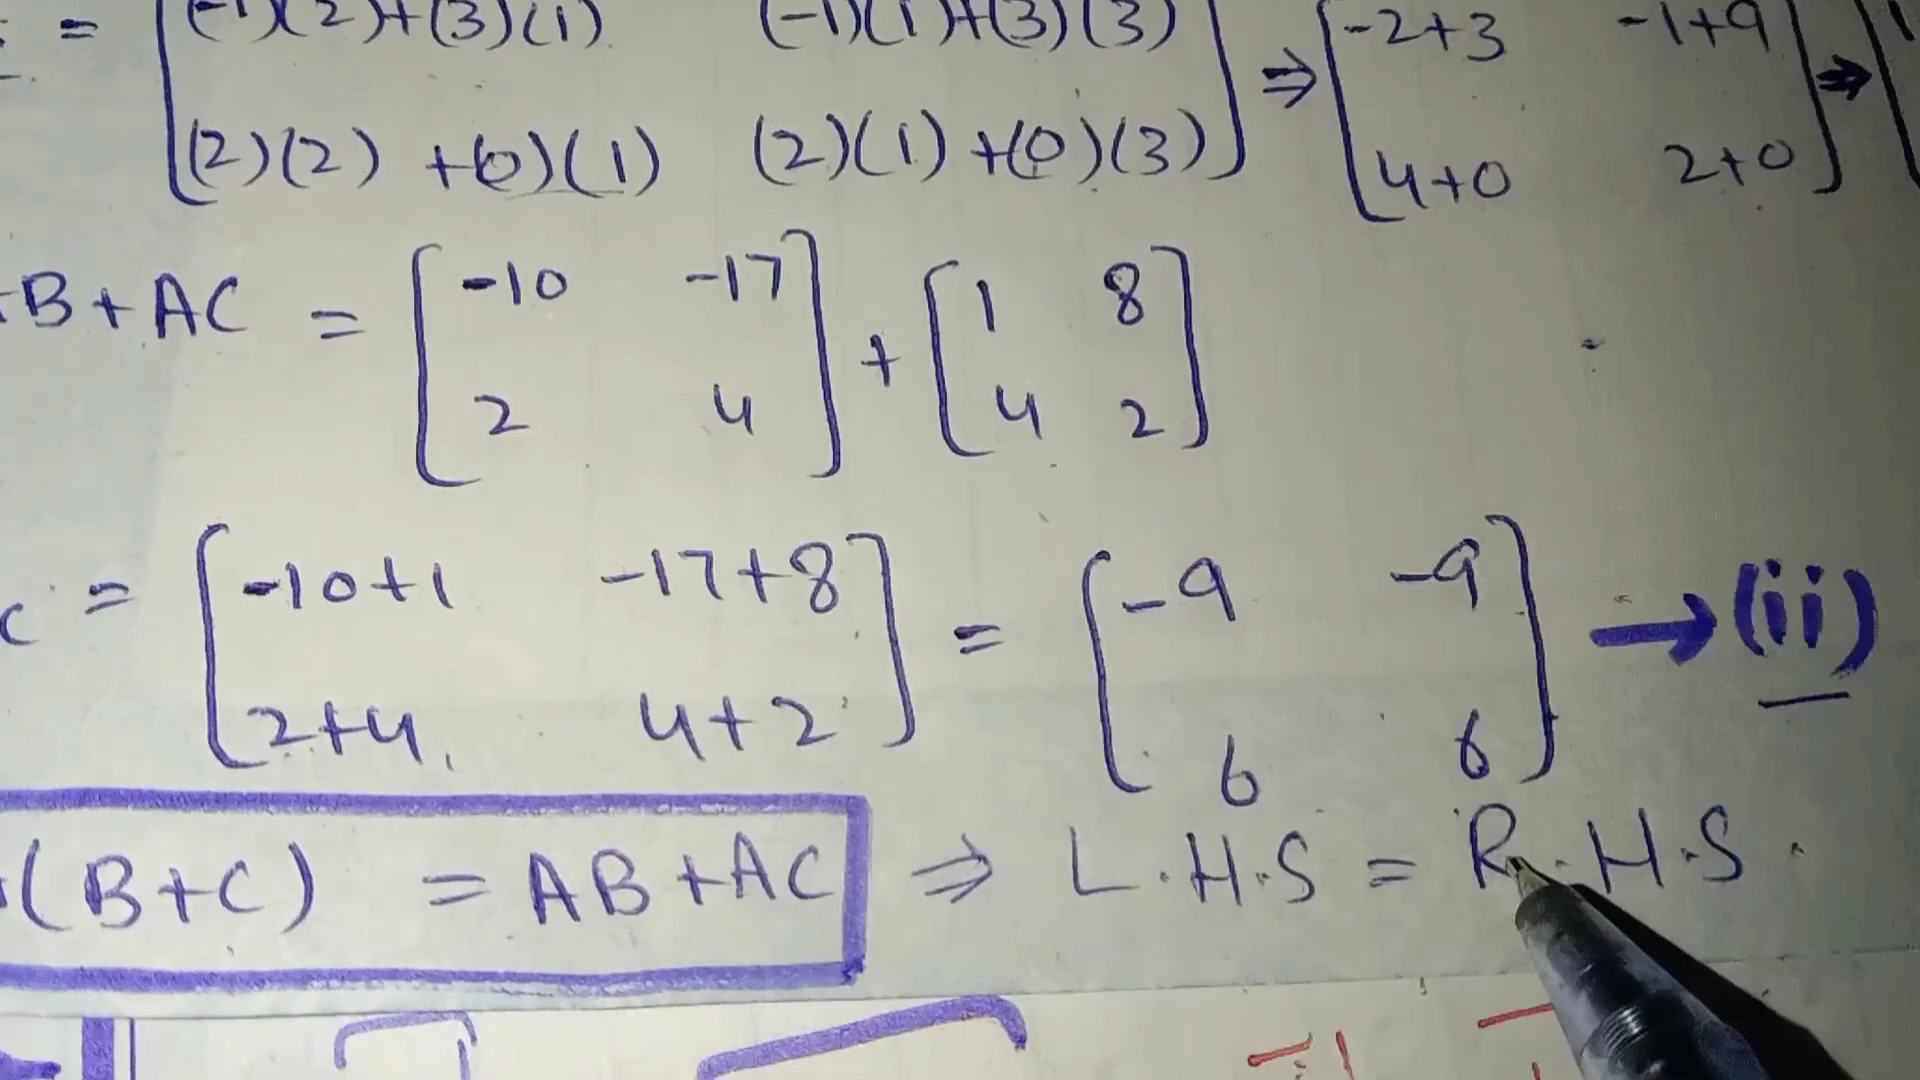 = [(-1)(2)+(3)(1) (-1)(1)+(3)(3)] ⇒ [-2+3 -1+9] ⇒
[(2)(2) +(0)(1) (2)(1) +(0)(3)] [4+0 2+0]
B+AC = [-10 -17] + [1 8]
[2 4] [4 2]
C = [-10+1 -17+8] = [-9 -9] → (ii)
[2+4 4+2] [6 6]
(B+C) = AB+AC ⇒ L.H.S = R.H.S.